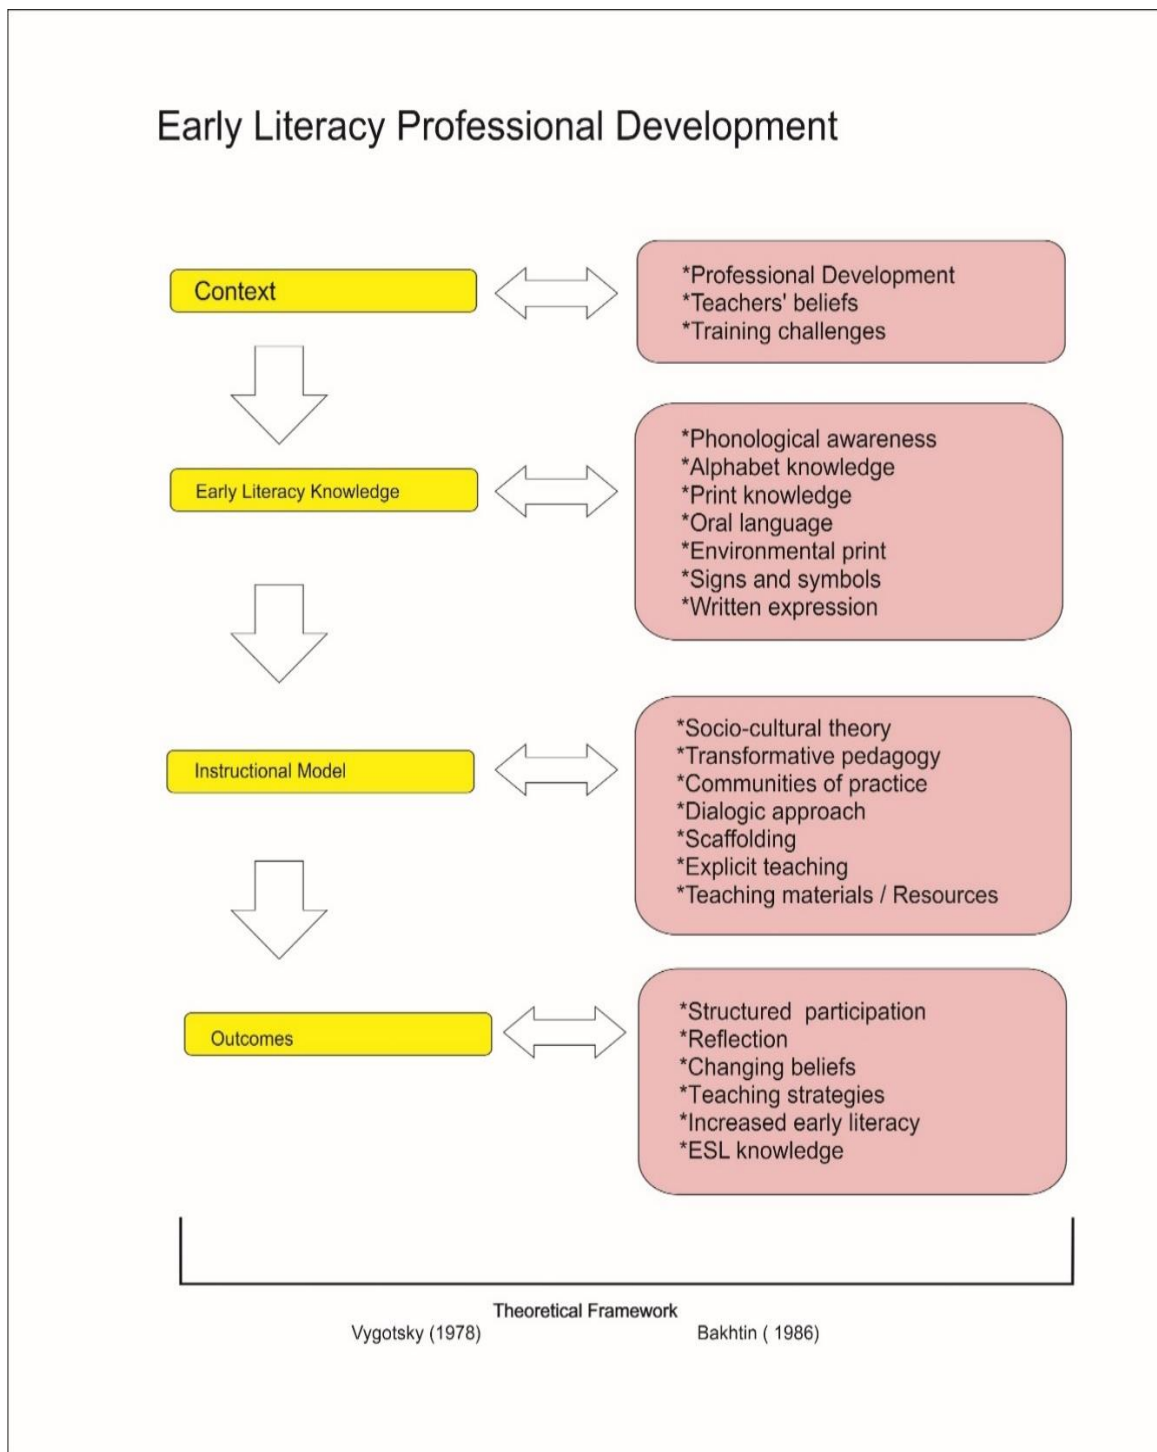 Early Literacy Professional Development
Context
*Professional Development
*Teachers' beliefs
*Training challenges
Early Literacy Knowledge
*Phonological awareness
*Alphabet knowledge
*Print knowledge
*Oral language
*Environmental print
*Signs and symbols
*Written expression
Instructional Model
*Socio-cultural theory
*Transformative pedagogy
*Communities of practice
*Dialogic approach
*Scaffolding
*Explicit teaching
*Teaching materials / Resources
Outcomes
*Structured participation
*Reflection
*Changing beliefs
*Teaching strategies
*Increased early literacy
*ESL knowledge
Theoretical Framework
Vygotsky (1978) Bakhtin ( 1986)